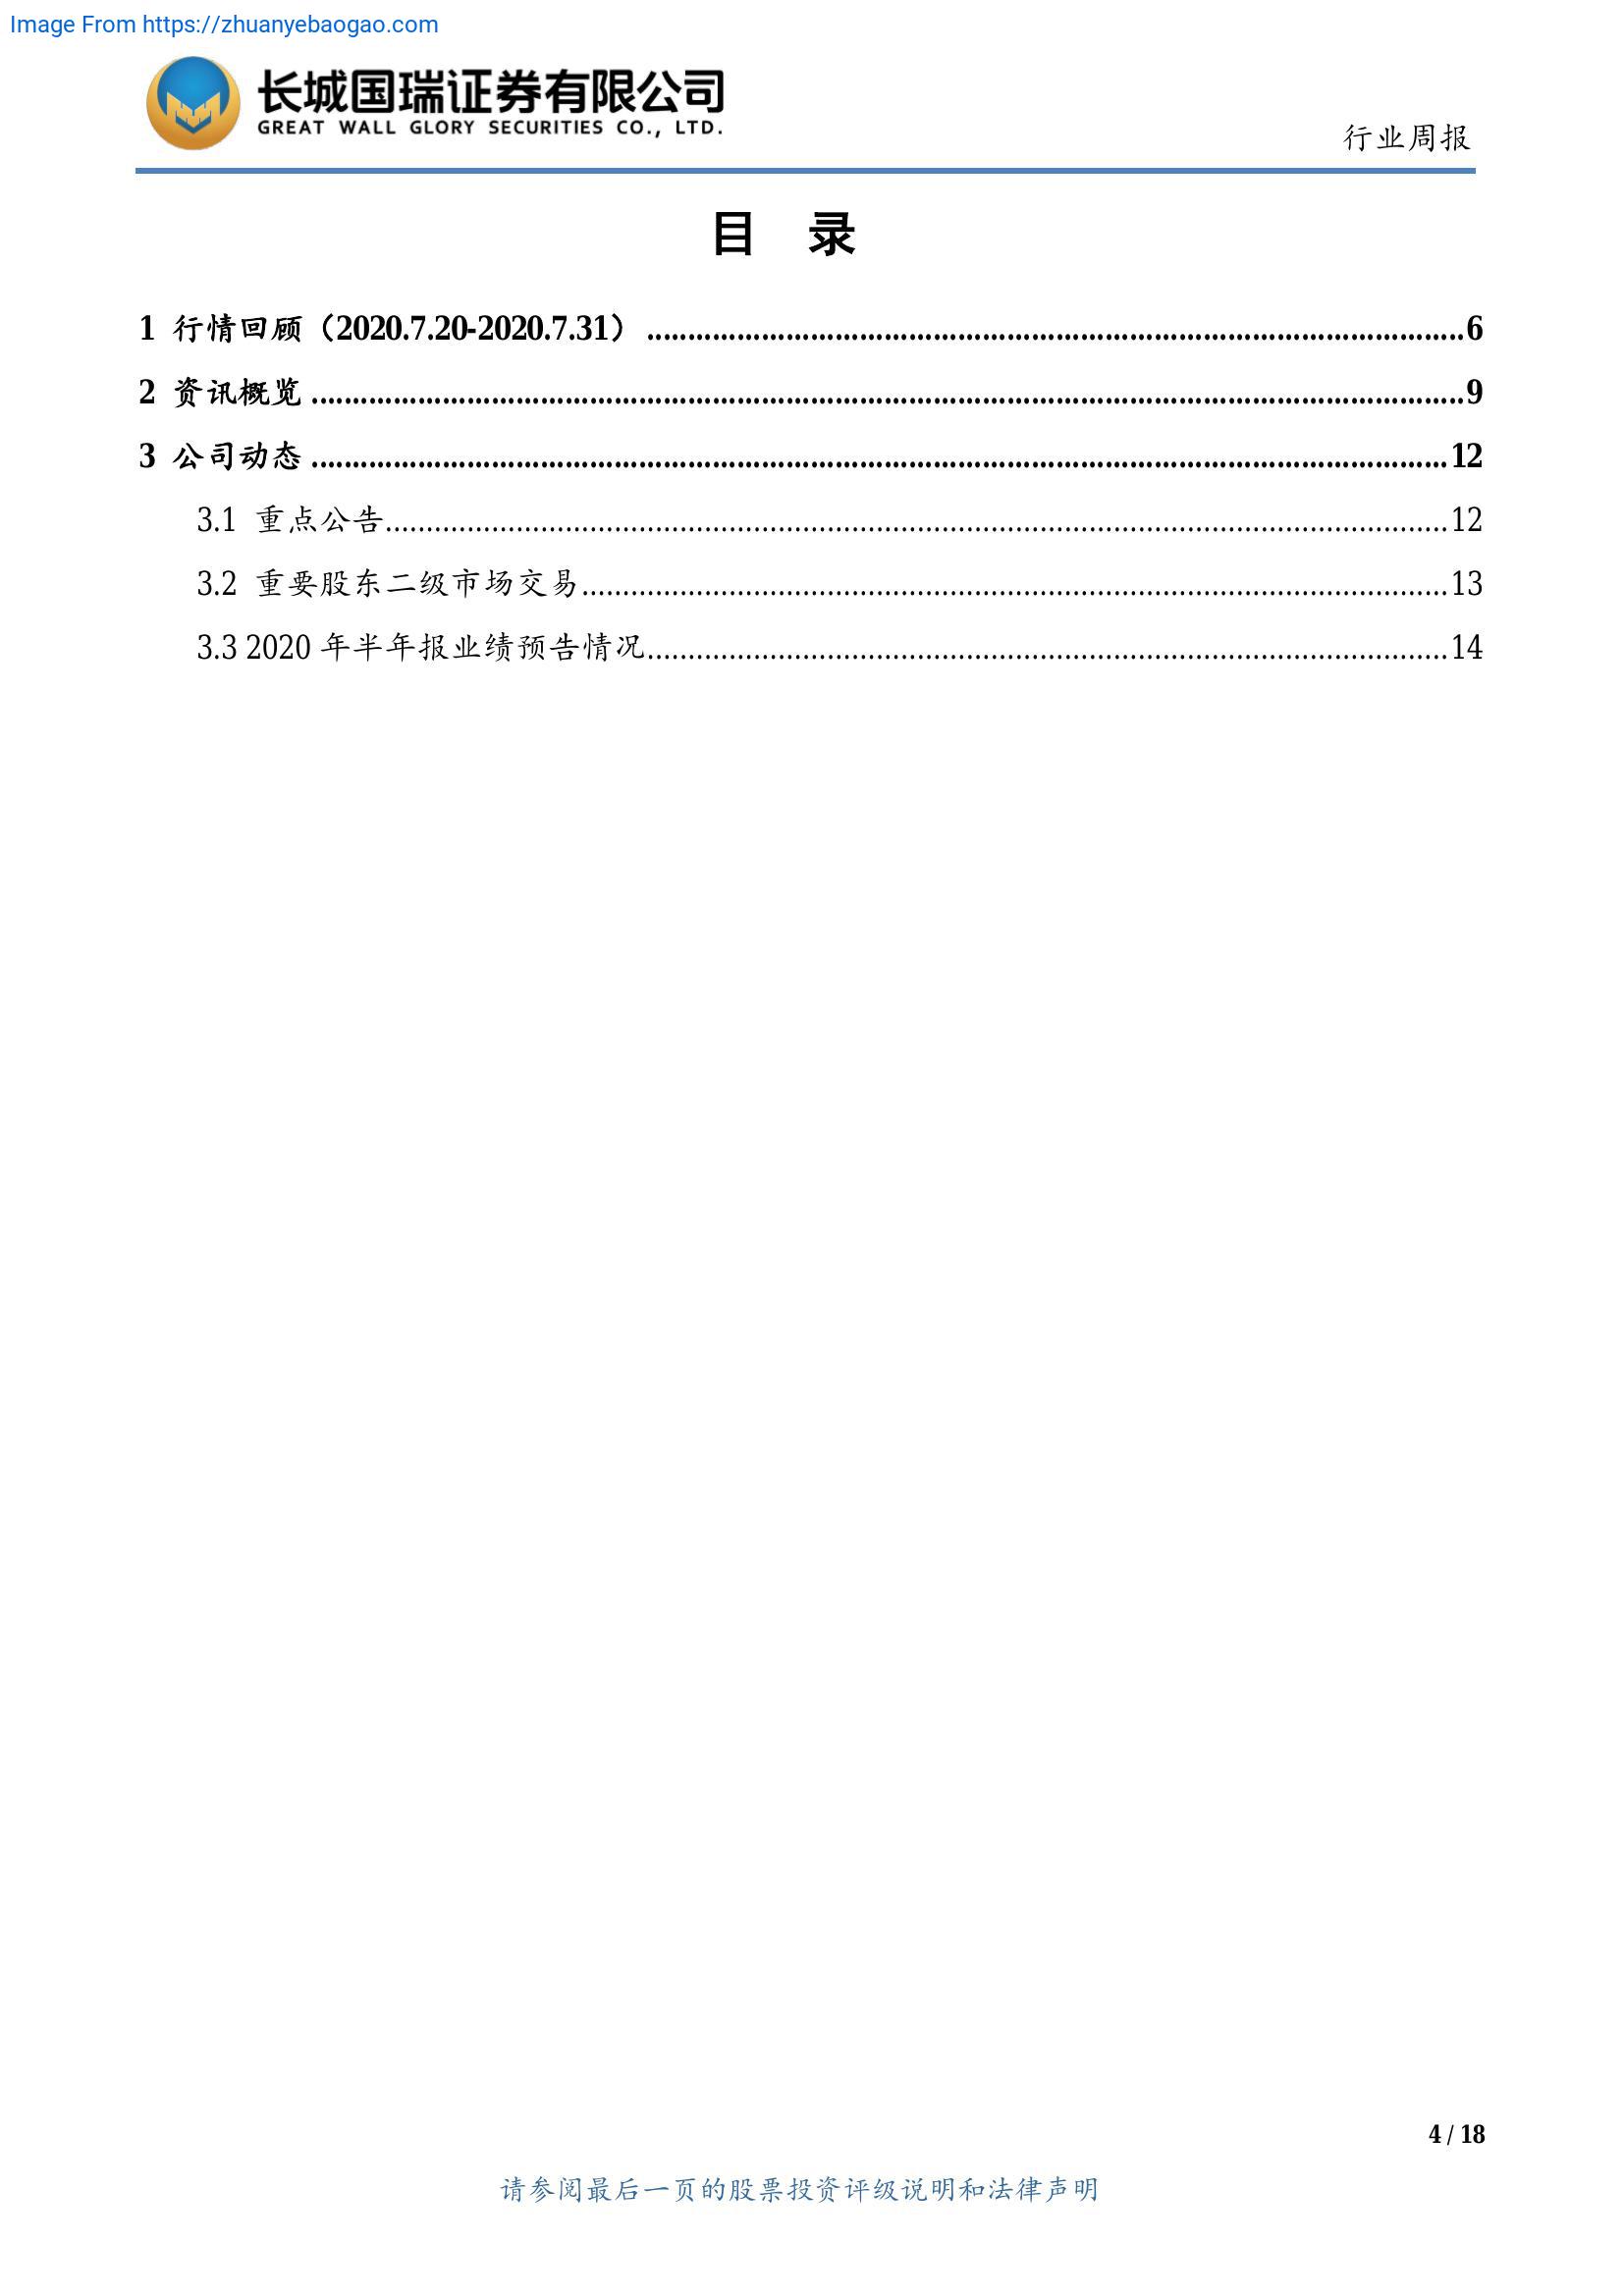 Image From https://zhuanyebaogao.com
长城国瑞证券有限公司
GREAT WALL GLORY SECURITIES CO., LTD.
行业周报
目 录
1 行情回顾（2020.7.20-2020.7.31） ........................................................ 6
2 资讯概览 ........................................................ 9
3 公司动态 ........................................................ 12
3.1 重点公告 ........................................................ 12
3.2 重要股东二级市场交易 ........................................................ 13
3.3 2020 年半年报业绩预告情况 ........................................................ 14
4 / 18
请参阅最后一页的股票投资评级说明和法律声明